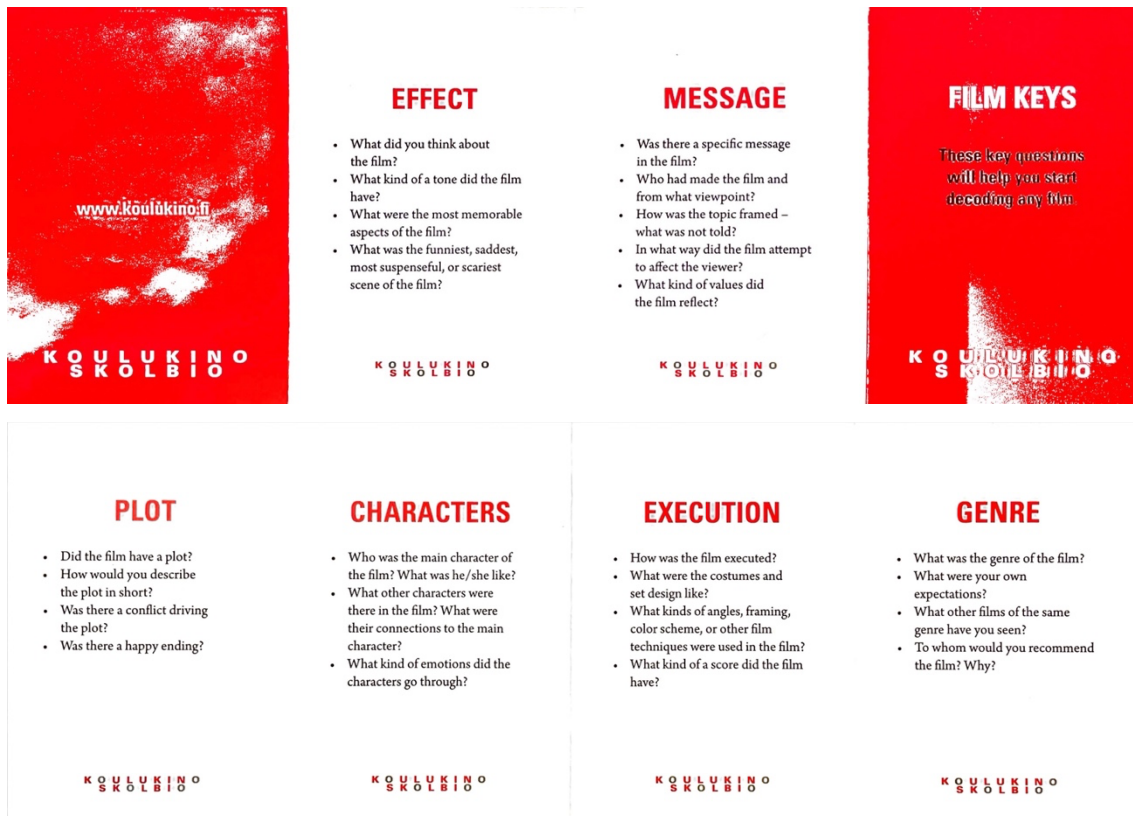 www.koulukino.fi
KOULUKINO
SKOLBIO
EFFECT
• What did you think about
the film?
• What kind of a tone did the film
have?
• What were the most memorable
aspects of the film?
• What was the funniest, saddest,
most suspenseful, or scariest
scene of the film?
KOULUKINO
SKOLBIO
MESSAGE
• Was there a specific message
in the film?
• Who had made the film and
from what viewpoint?
• How was the topic framed –
what was not told?
• In what way did the film attempt
to affect the viewer?
• What kind of values did
the film reflect?
KOULUKINO
SKOLBIO
FILM KEYS
These key questions
will help you start
decoding any film.
KOULUKINO
SKOLBIO
PLOT
• Did the film have a plot?
• How would you describe
the plot in short?
• Was there a conflict driving
the plot?
• Was there a happy ending?
KOULUKINO
SKOLBIO
CHARACTERS
• Who was the main character of
the film? What was he/she like?
• What other characters were
there in the film? What were
their connections to the main
character?
• What kind of emotions did the
characters go through?
KOULUKINO
SKOLBIO
EXECUTION
• How was the film executed?
• What were the costumes and
set design like?
• What kinds of angles, framing,
color scheme, or other film
techniques were used in the film?
• What kind of a score did the film
have?
KOULUKINO
SKOLBIO
GENRE
• What was the genre of the film?
• What were your own
expectations?
• What other films of the same
genre have you seen?
• To whom would you recommend
the film? Why?
KOULUKINO
SKOLBIO